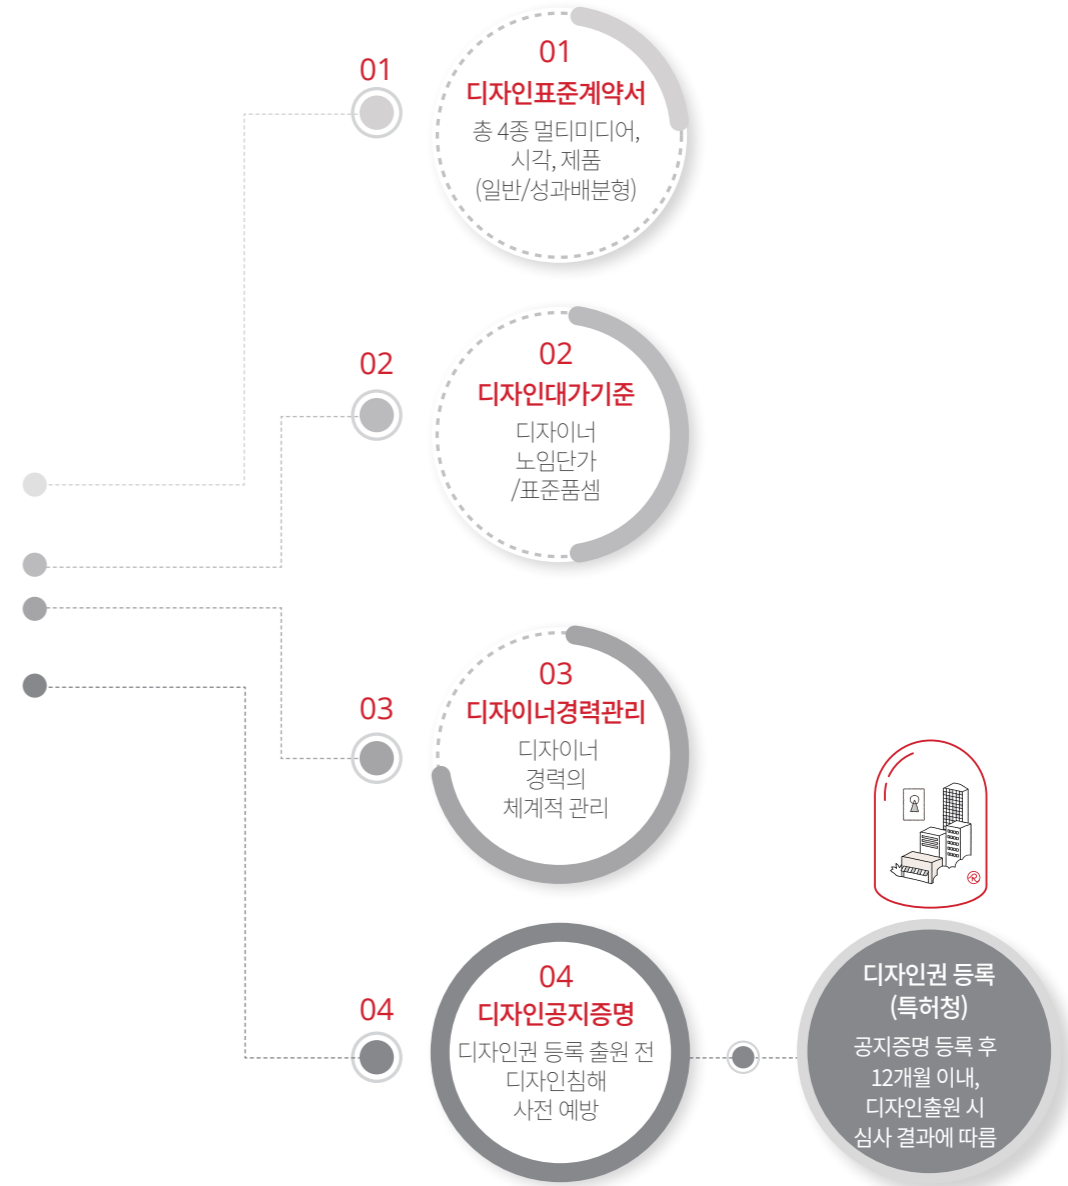 01
01
디자인표준계약서
총 4종 멀티미디어,
시각, 제품
(일반/성과배분형)
02
02
디자인대가기준
디자이너
노임단가
/표준품셈
03
03
디자이너경력관리
디자이너
경력의
체계적 관리
04
04
디자인공지증명
디자인권 등록 출원 전
디자인침해
사전 예방
®
디자인권 등록
(특허청)
공지증명 등록 후
12개월 이내,
디자인출원 시
심사 결과에 따름